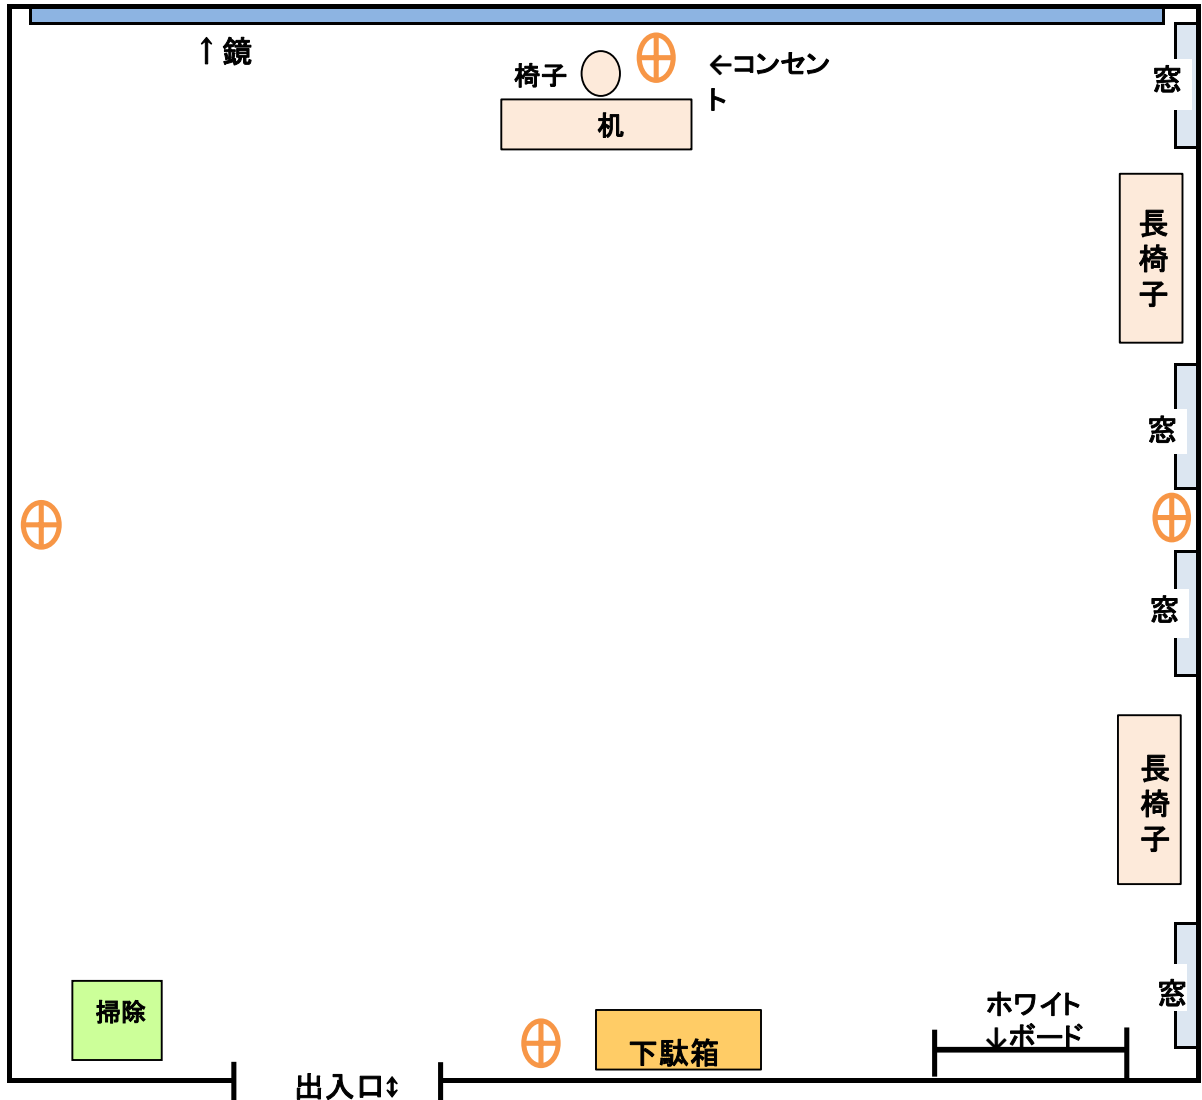 ↑鏡
椅子
←コンセン
ト
机
窓
長
椅
子
窓
窓
長
椅
子
窓
掃除
下駄箱
ホワイト
↓ボード
出入口↕